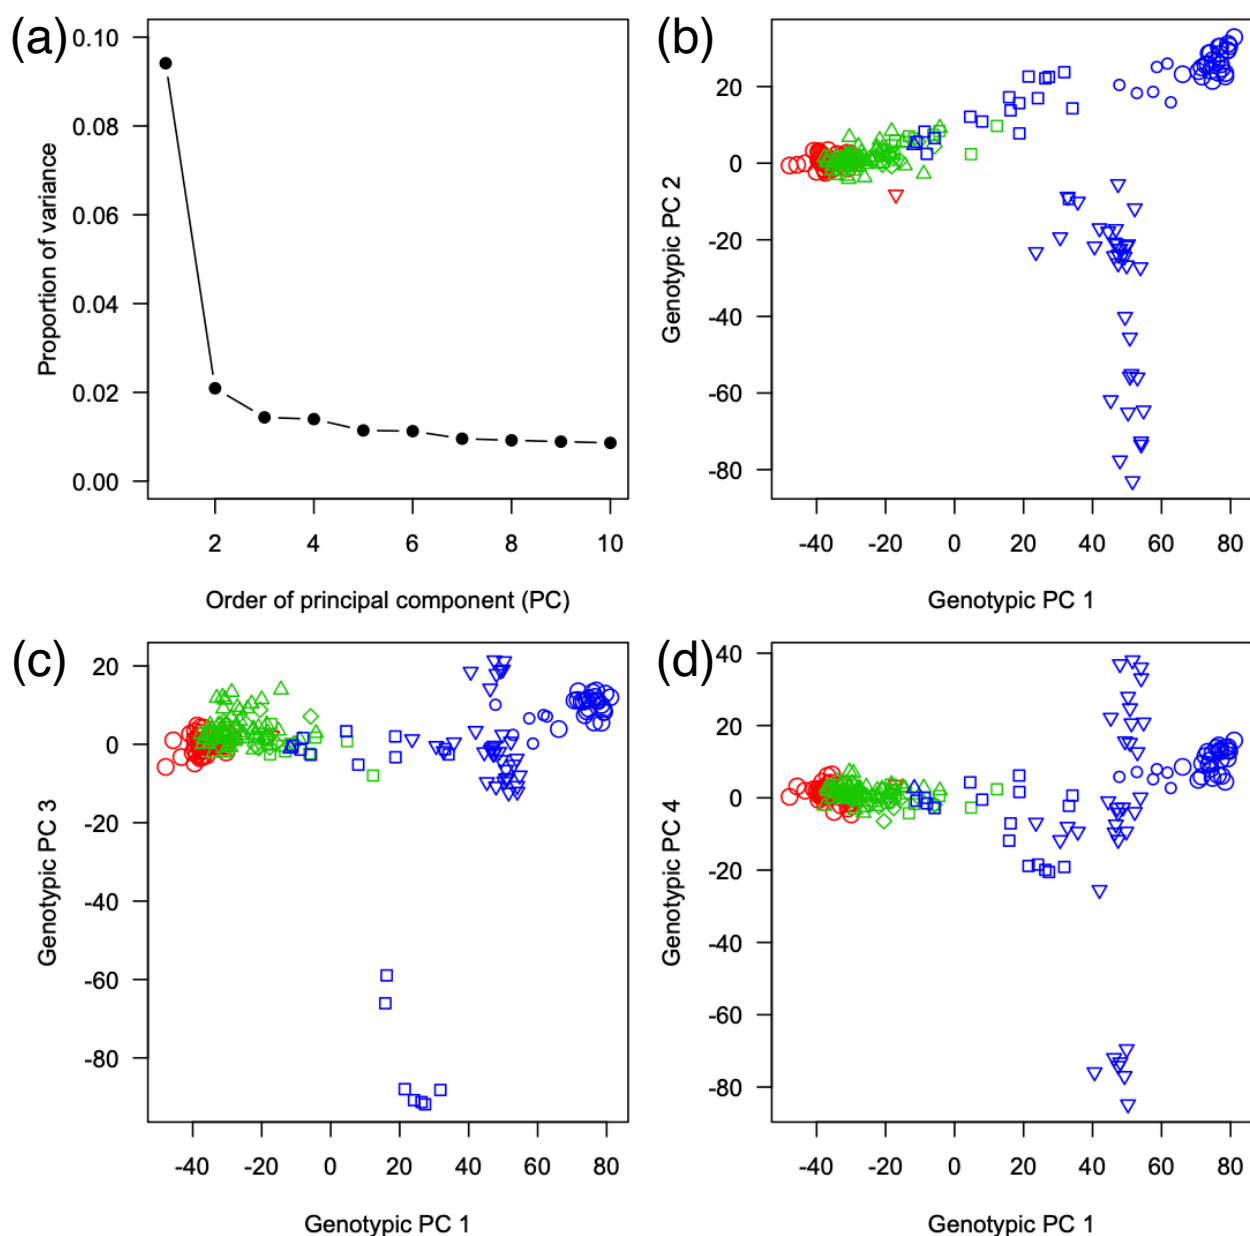 (a)
0.10
0.08
0.06
0.04
0.02
0.00
Proportion of variance
2 4 6 8 10
Order of principal component (PC)
(b)
20
0
-20
-40
-60
-80
Genotypic PC 2
-40 -20 0 20 40 60 80
Genotypic PC 1
(c)
20
0
-20
-40
-60
-80
Genotypic PC 3
-40 -20 0 20 40 60 80
Genotypic PC 1
(d)
40
20
0
-20
-40
-60
-80
Genotypic PC 4
-40 -20 0 20 40 60 80
Genotypic PC 1